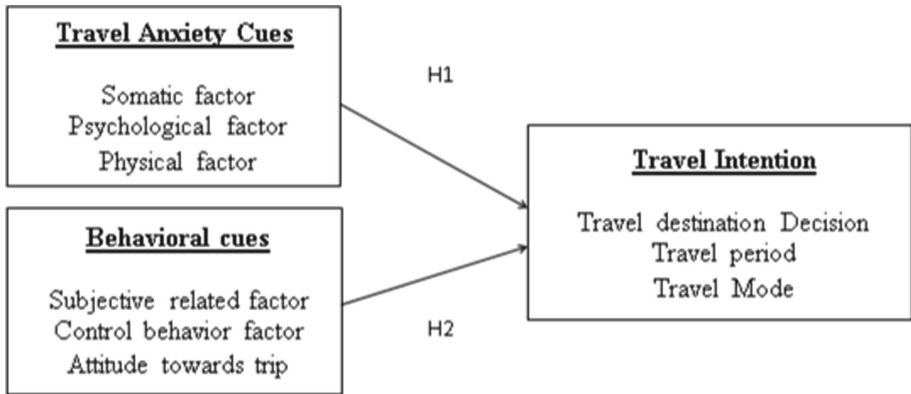 Travel Anxiety Cues
Somatic factor
Psychological factor
Physical factor
H1
Behavioral cues
Subjective related factor
Control behavior factor
Attitude towards trip
H2
Travel Intention
Travel destination Decision
Travel period
Travel Mode